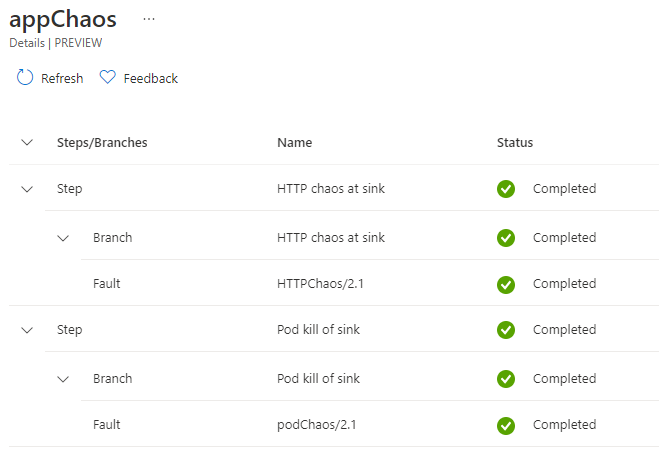 appChaos ...
Details | PREVIEW
Refresh Feedback
Steps/Branches Name Status
Step HTTP chaos at sink Completed
Branch HTTP chaos at sink Completed
Fault HTTPChaos/2.1 Completed
Step Pod kill of sink Completed
Branch Pod kill of sink Completed
Fault podChaos/2.1 Completed